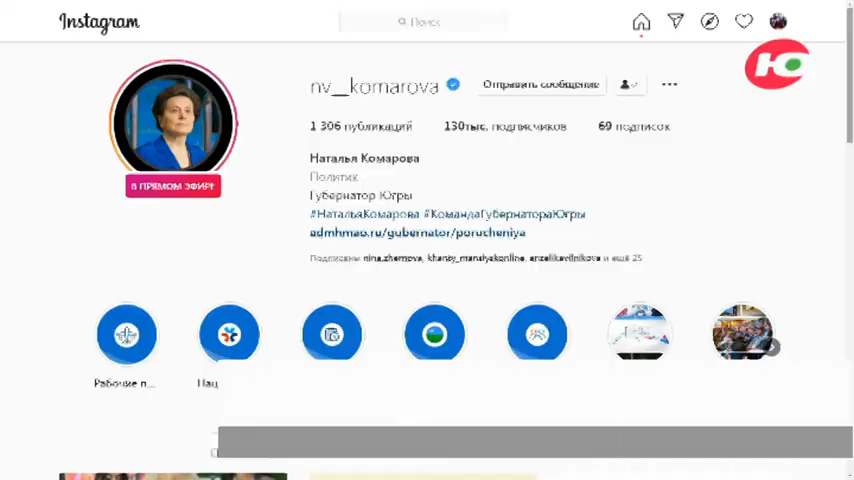 Instagram
Поиск
Ю
nv__komarova Отправить сообщение
1 306 публикаций 130тыс. подписчиков 69 подписок
Наталья Комарова
Политик
Губернатор Югры
#НатальяКомарова #КомандаГубернатораЮгры
admhmao.ru/gubernator/porucheniya
Подписаны nina.zhernova, khanty_mansiyskonline, anzelikavilnikova и ещё 25
В ПРЯМОМ ЭФИРЕ
Рабочие п... Нац